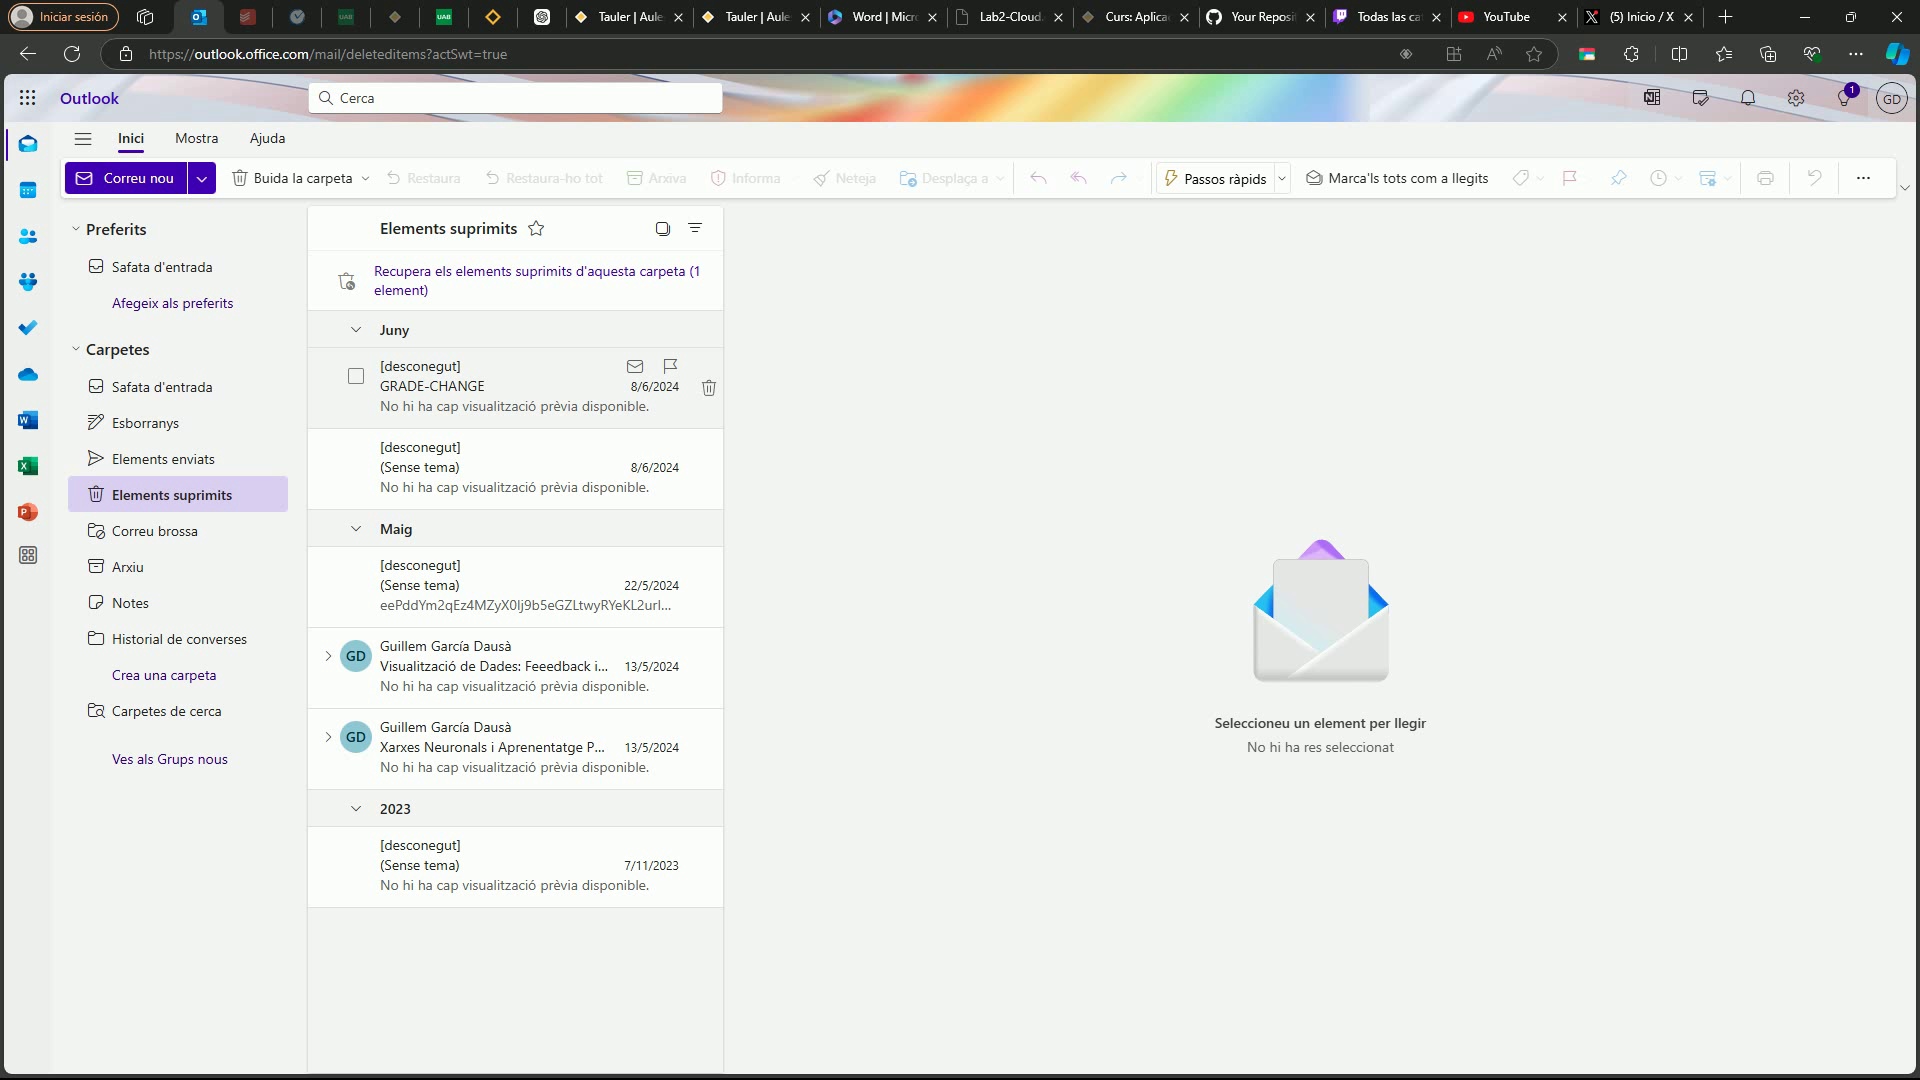 Iniciar sesión
UAB
UAB
Tauler | Aule
Tauler | Aule
Word | Micr
Lab2-Cloud.
Curs: Aplica
Your Reposit
Todas las ca
YouTube
(5) Inicio / X
https://outlook.office.com/mail/deleteditems?actSwt=true
Outlook
Cerca
1
GD
Inici
Mostra
Ajuda
Correu nou
Buida la carpeta
Restaura
Restaura-ho tot
Arxiva
Informa
Neteja
Desplaça a
Passos ràpids
Marca'ls tots com a llegits
Preferits
Safata d'entrada
Afegeix als preferits
Carpetes
Safata d'entrada
Esborranys
Elements enviats
Elements suprimits
Correu brossa
Arxiu
Notes
Historial de converses
Crea una carpeta
Carpetes de cerca
Ves als Grups nous
Elements suprimits
Recupera els elements suprimits d'aquesta carpeta (1
element)
Juny
[desconegut]
GRADE-CHANGE 8/6/2024
No hi ha cap visualització prèvia disponible.
[desconegut]
(Sense tema) 8/6/2024
No hi ha cap visualització prèvia disponible.
Maig
[desconegut]
(Sense tema) 22/5/2024
eePddYm2qEz4MZyX0Ij9b5eGZLtwyRYeKL2url...
GD
Guillem García Dausà
Visualització de Dades: Feeedback i... 13/5/2024
No hi ha cap visualització prèvia disponible.
GD
Guillem García Dausà
Xarxes Neuronals i Aprenentatge P... 13/5/2024
No hi ha cap visualització prèvia disponible.
2023
[desconegut]
(Sense tema) 7/11/2023
No hi ha cap visualització prèvia disponible.
Seleccioneu un element per llegir
No hi ha res seleccionat